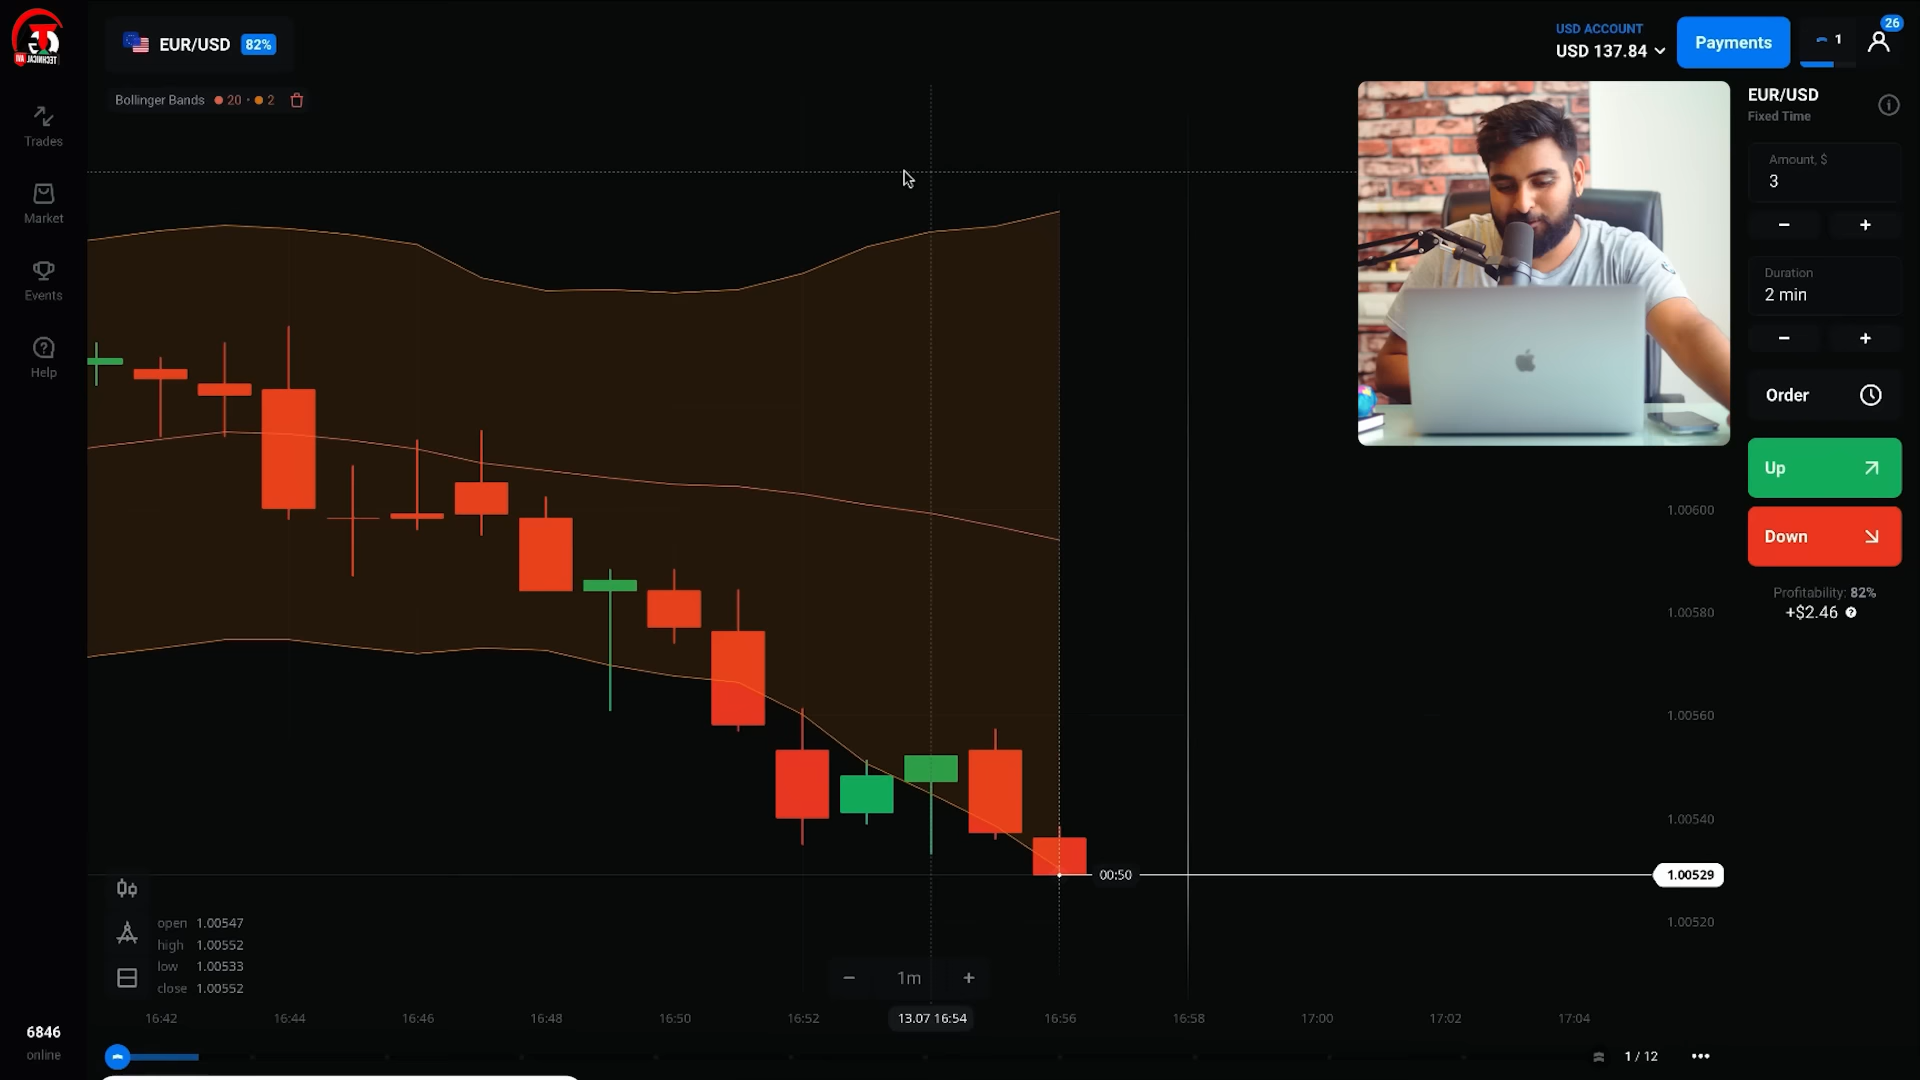 EUR/USD 82%
USD ACCOUNT
USD 137.84
Payments
1
26
Bollinger Bands 20 · 2
Trades
Market
Events
Help
EUR/USD
Fixed Time
Amount, $
3
− +
Duration
2 min
− +
Order
Up
Down
Profitability: 82%
+$2.46
1.00600
1.00580
1.00560
1.00540
00:50
1.00529
1.00520
open 1.00547
high 1.00552
low 1.00533
close 1.00552
− 1m +
16:42 16:44 16:46 16:48 16:50 16:52 13.07 16:54 16:56 16:58 17:00 17:02 17:04
6846
online
1 / 12